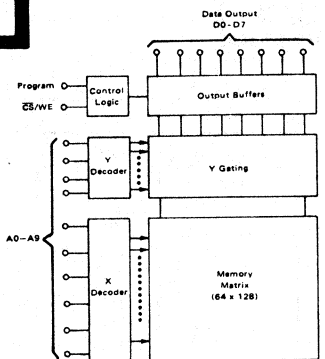 Data Output
D0-D7
Program
CS/WE
Control
Logic
Output Buffers
Y
Decoder
Y Gating
A0-A9
X
Decoder
Memory
Matrix
(64 x 128)